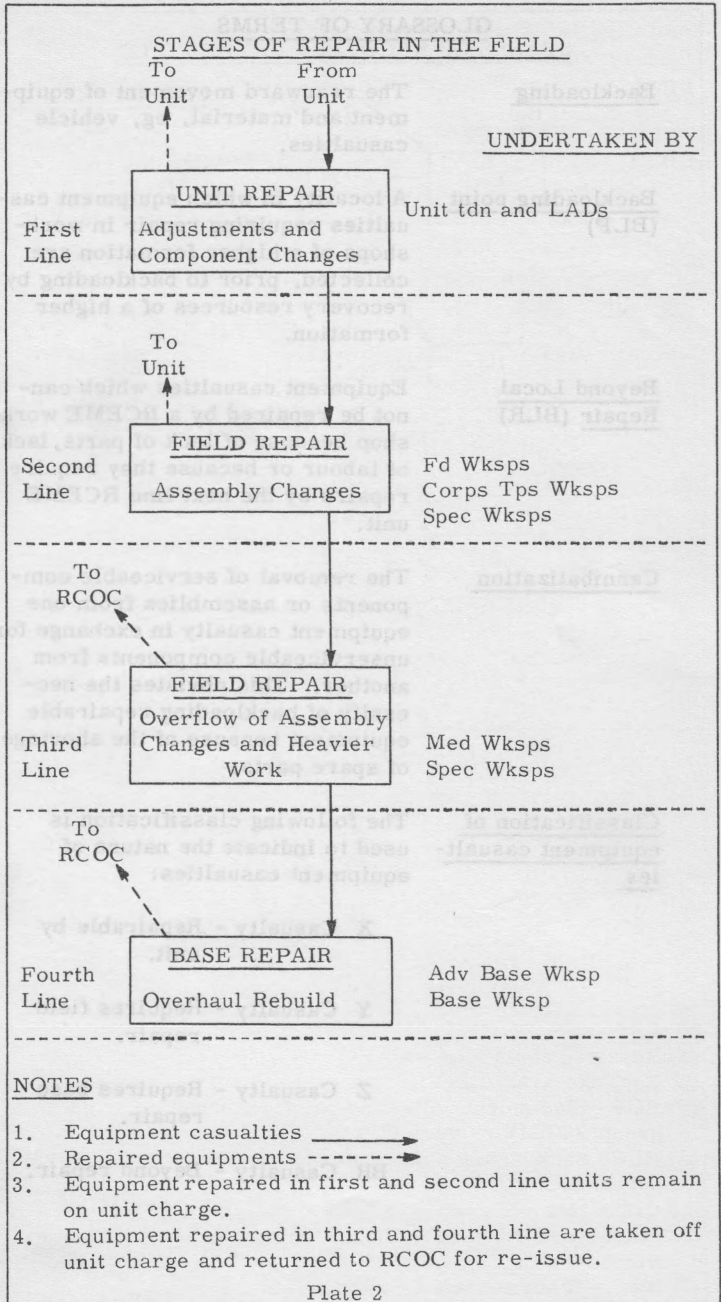 STAGES OF REPAIR IN THE FIELD
To
Unit
From
Unit
UNDERTAKEN BY
First
Line
UNIT REPAIR
Adjustments and
Component Changes
Unit tdn and LADs
To
Unit
Second
Line
FIELD REPAIR
Assembly Changes
Fd Wksps
Corps Tps Wksps
Spec Wksps
To
RCOC
Third
Line
FIELD REPAIR
Overflow of Assembly
Changes and Heavier
Work
Med Wksps
Spec Wksps
To
RCOC
Fourth
Line
BASE REPAIR
Overhaul Rebuild
Adv Base Wksp
Base Wksp
NOTES
1. Equipment casualties
2. Repaired equipments
3. Equipment repaired in first and second line units remain
on unit charge.
4. Equipment repaired in third and fourth line are taken off
unit charge and returned to RCOC for re-issue.
Plate 2